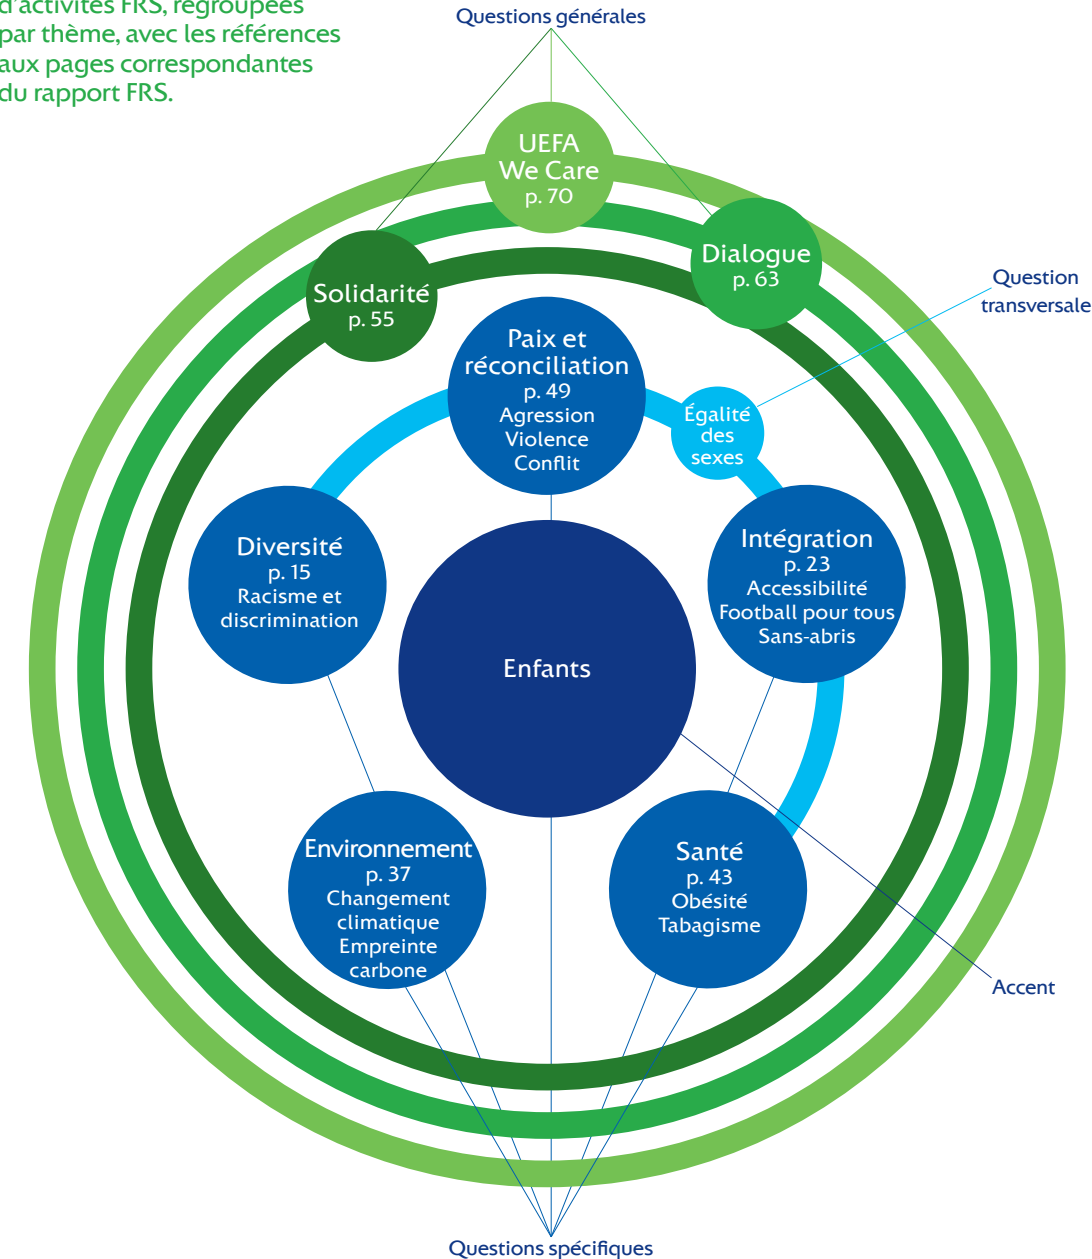 d'activités FRS, regroupées
par thème, avec les références
aux pages correspondantes
du rapport FRS.
Questions générales
UEFA
We Care
p. 70
Dialogue
p. 63
Solidarité
p. 55
Question
transversale
Paix et
réconciliation
p. 49
Agression
Violence
Conflit
Égalité
des
sexes
Diversité
p. 15
Racisme et
discrimination
Intégration
p. 23
Accessibilité
Football pour tous
Sans-abris
Enfants
Environnement
p. 37
Changement
climatique
Empreinte
carbone
Santé
p. 43
Obésité
Tabagisme
Accent
Questions spécifiques